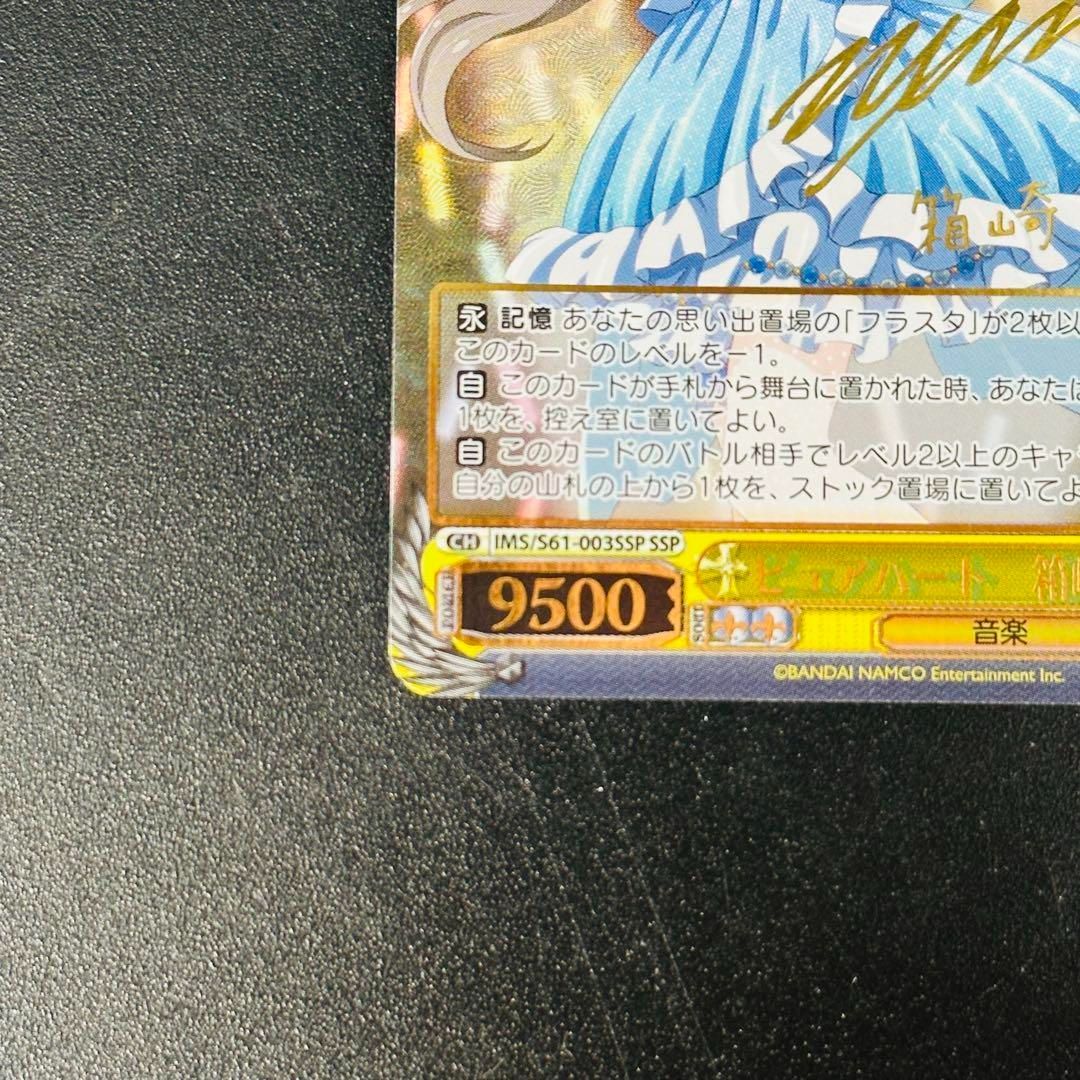 箱崎
永 記憶 あなたの思い出置場の「フラスタ」が2枚以
このカードのレベルを－1。
自 このカードが手札から舞台に置かれた時、あなたは
1枚を、控え室に置いてよい。
自 このカードのバトル相手でレベル2以上のキャ
自分の山札の上から1枚を、ストック置場に置いてよ
CH IMS/S61-003SSP SSP
ピュアハート 箱崎
POWER 9500 SOUL 音楽
©BANDAI NAMCO Entertainment Inc.